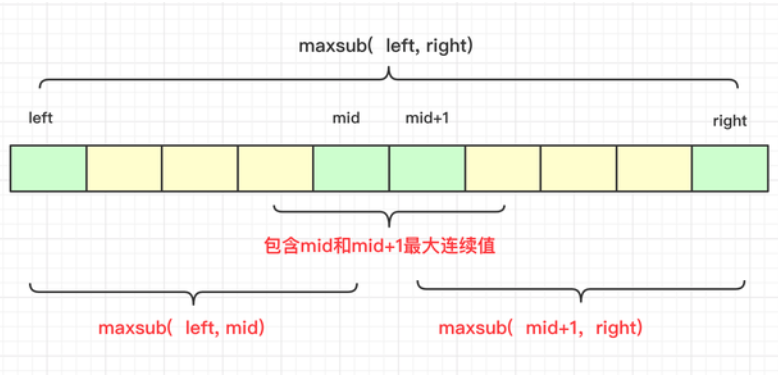 maxsub( left, right)
left mid mid+1 right
包含mid和mid+1最大连续值
maxsub( left, mid) maxsub( mid+1, right)